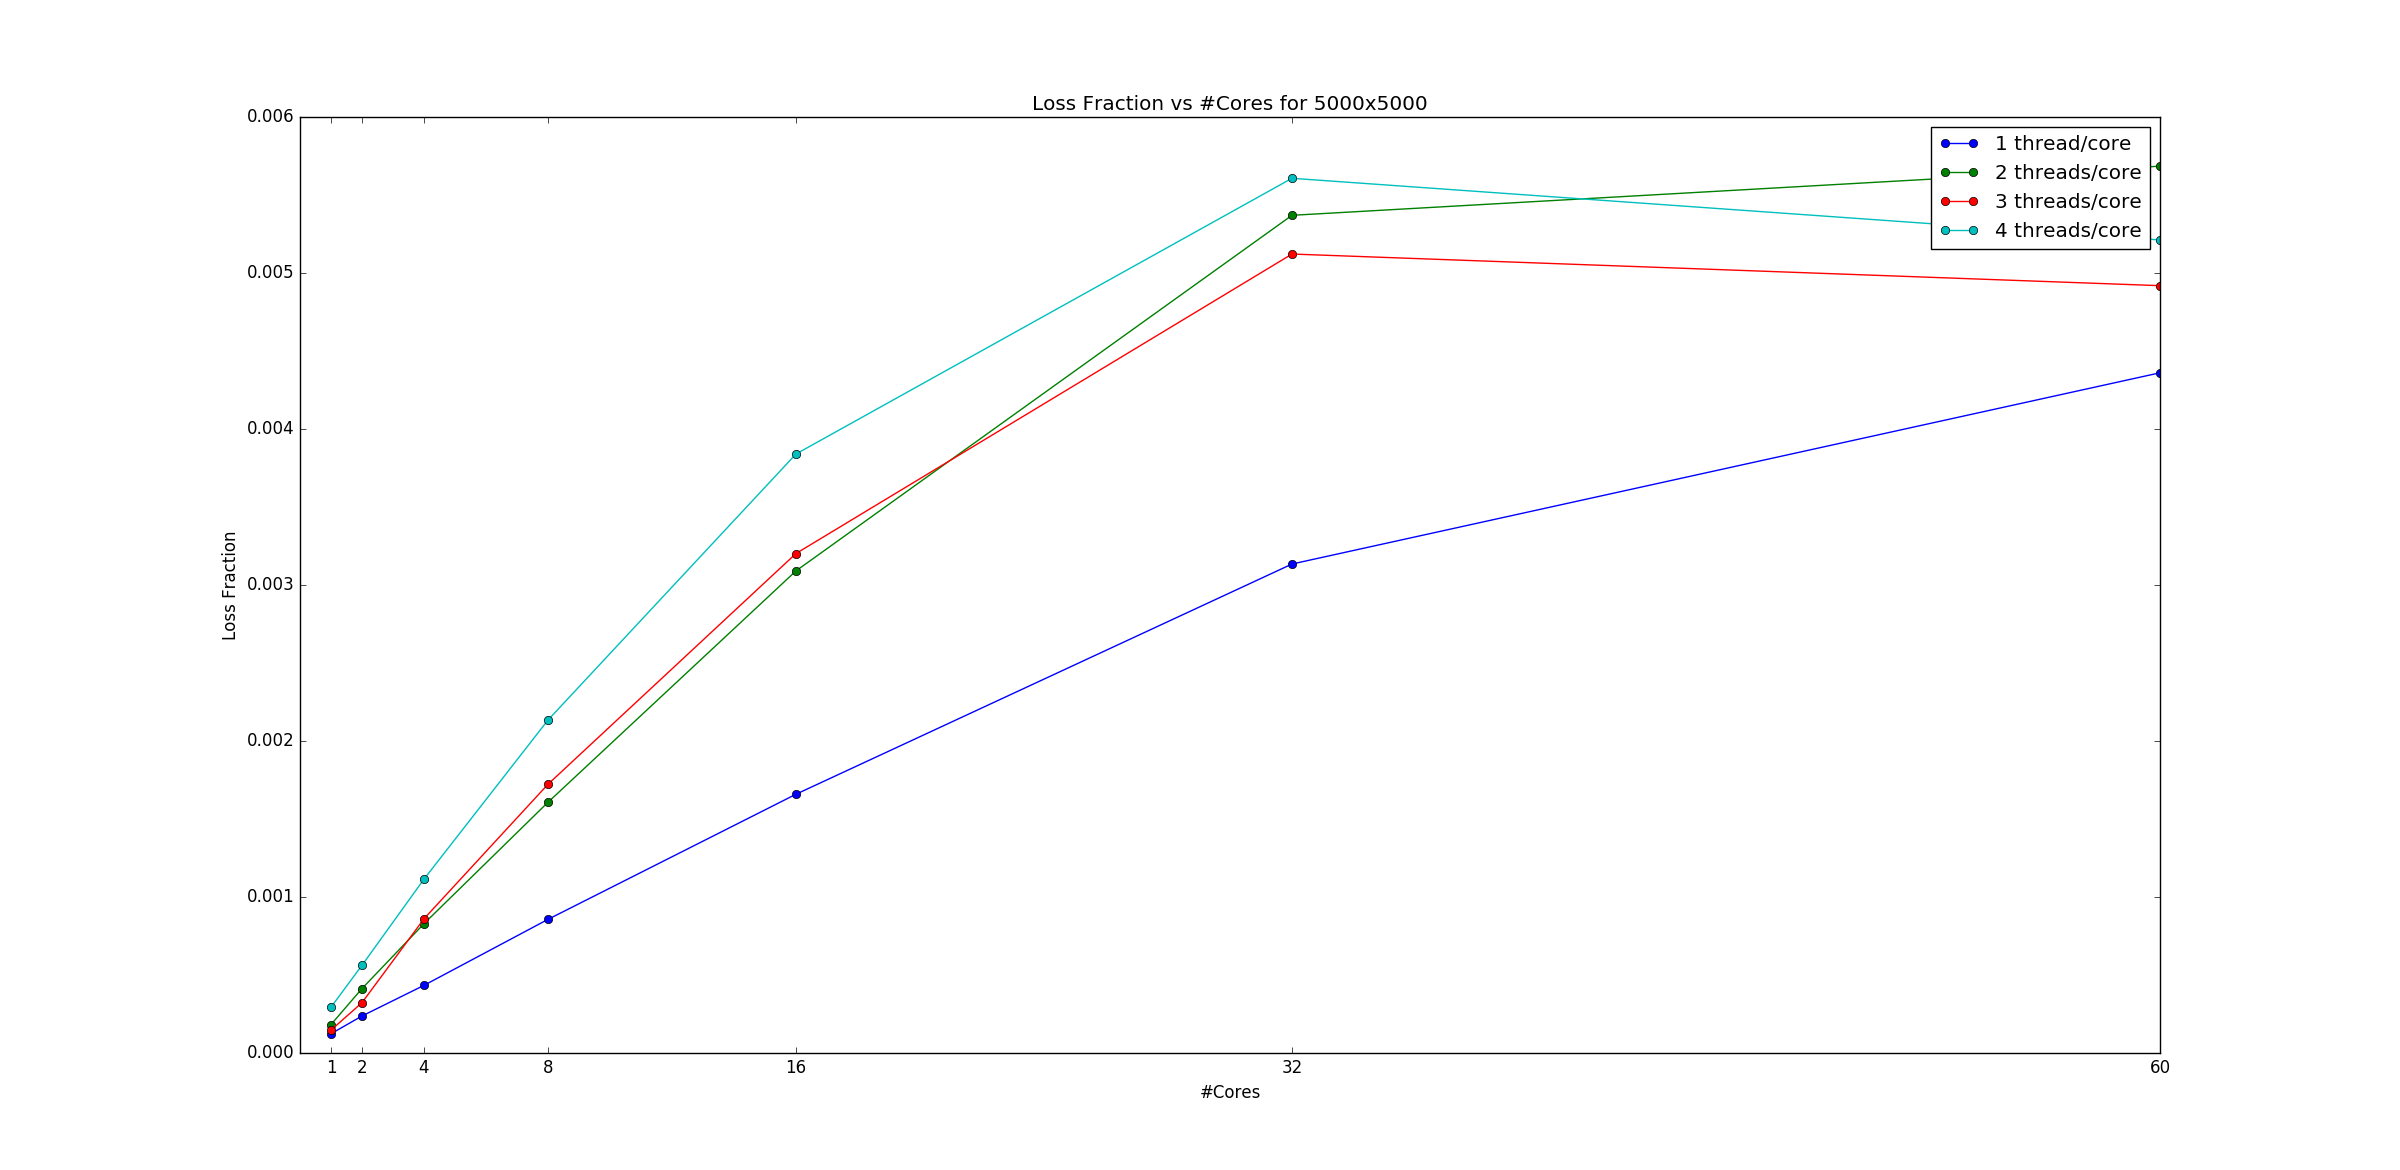 Loss Fraction vs #Cores for 5000x5000
0.006
0.005
0.004
0.003
0.002
0.001
0.000
Loss Fraction
1 thread/core
2 threads/core
3 threads/core
4 threads/core
1 2 4 8 16 32 60
#Cores